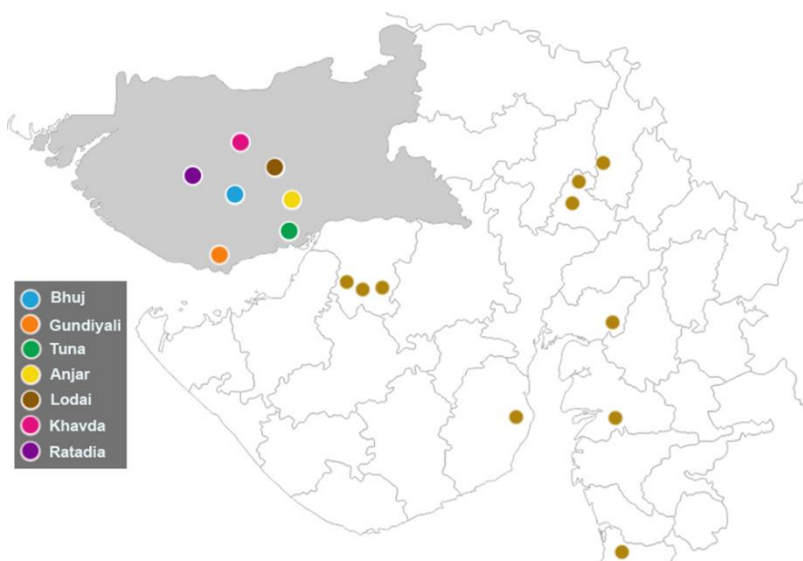 Bhuj
Gundiyali
Tuna
Anjar
Lodai
Khavda
Ratadia